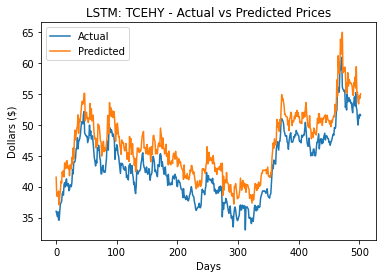 LSTM: TCEHY - Actual vs Predicted Prices
Actual
Predicted
Dollars ($)
65
60
55
50
45
40
35
0 100 200 300 400 500
Days